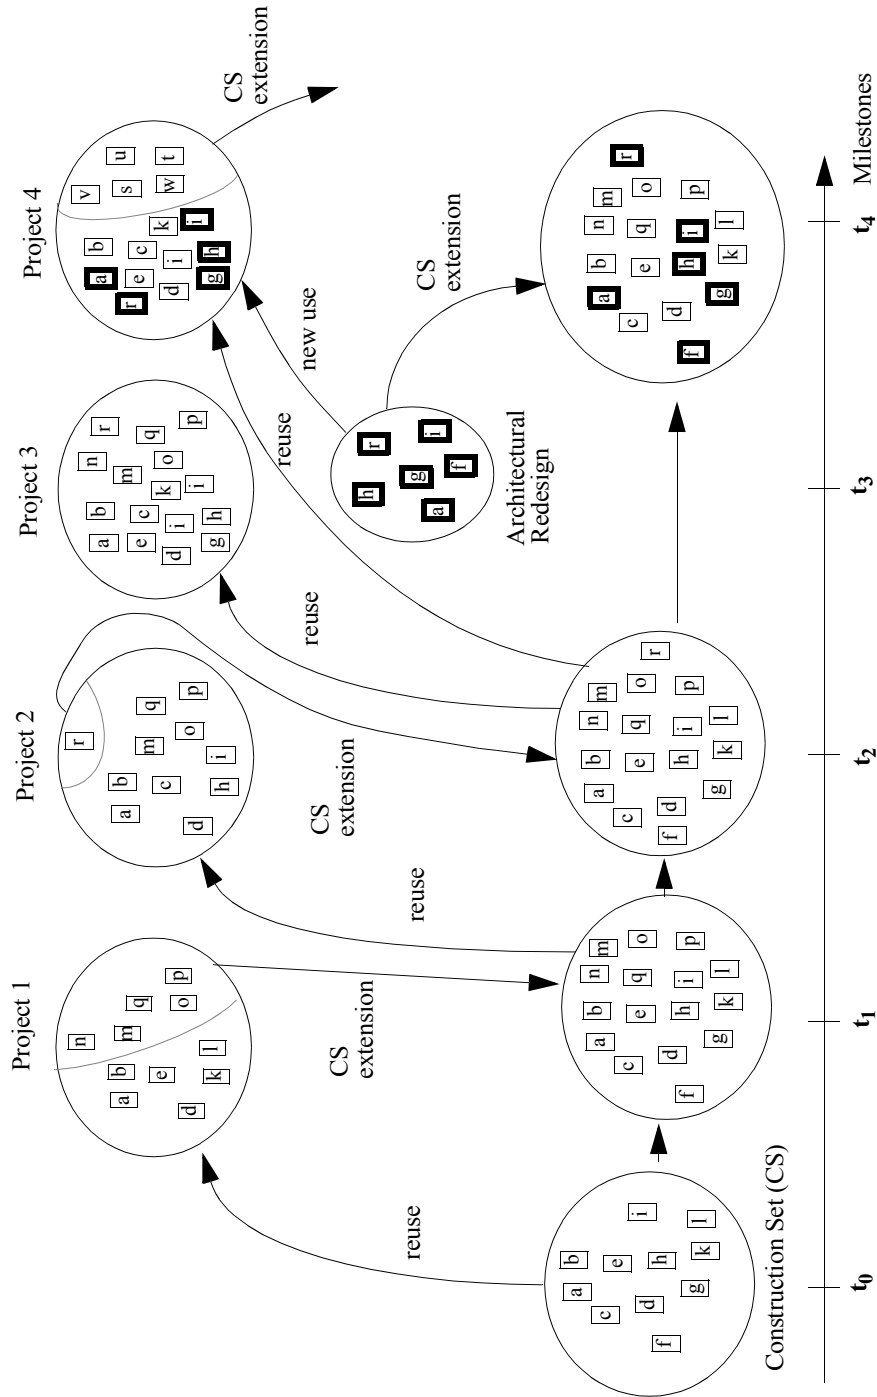 Project 1
Project 2
Project 3
Project 4
n
a b m
e q
d o p
k l
r
a b
c m q
d o p
h i
a b n r
e c m q
d i k o p
g h i
r a b v
e c s u
d i k w t
g h i
CS
extension
reuse
CS
extension
reuse
CS
extension
reuse
reuse
new use
h r
g
a f i
Architectural
Redesign
CS
extension
a b
c e
d h i
f g k l
a b n m
c e q o
d h i p
f g k l
a b n m
c e q o r
f d h i p
g k l
a b n m r
c e q o
d h i p
f g k l
Construction Set (CS)
Milestones
t0
t1
t2
t3
t4